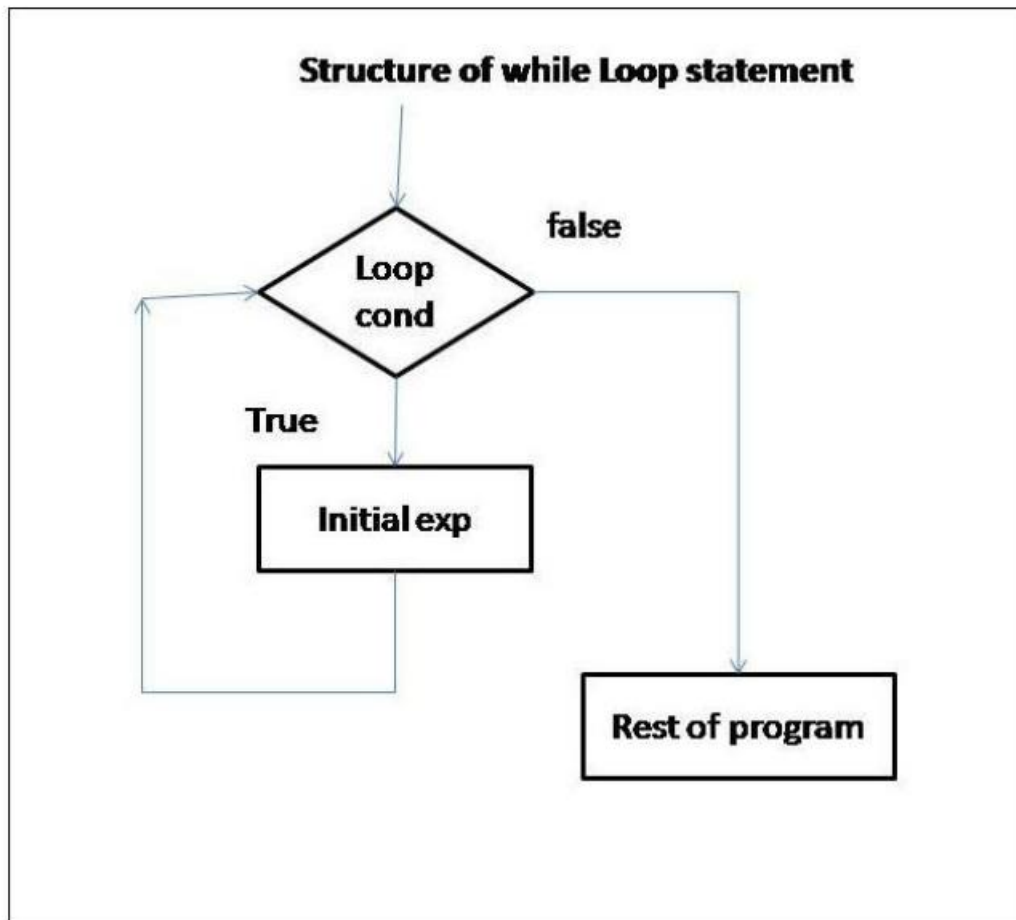 Structure of while Loop statement
false
Loop
cond
True
Initial exp
Rest of program